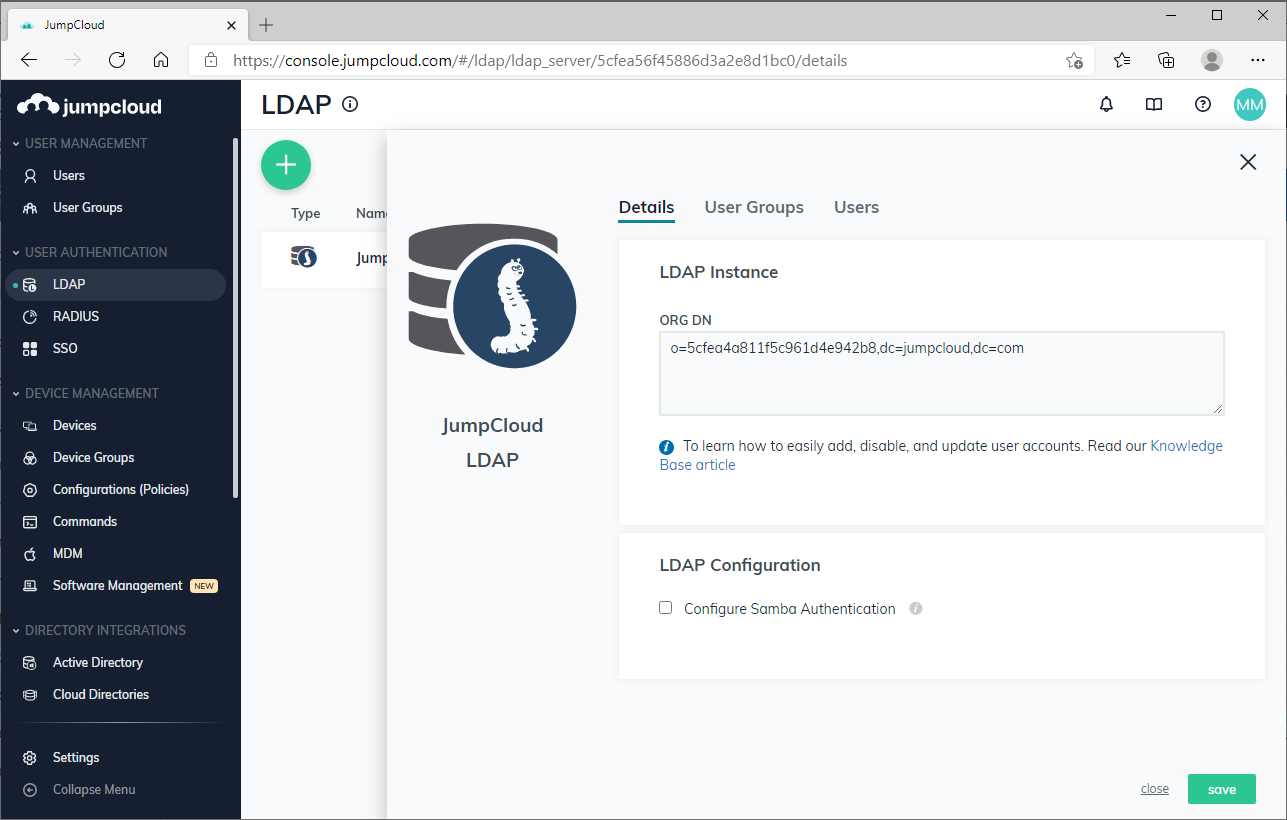 JumpCloud
https://console.jumpcloud.com/#/ldap/ldap_server/5cfea56f45886d3a2e8d1bc0/details
jumpcloud
USER MANAGEMENT
Users
User Groups
USER AUTHENTICATION
LDAP
RADIUS
SSO
DEVICE MANAGEMENT
Devices
Device Groups
Configurations (Policies)
Commands
MDM
Software Management NEW
DIRECTORY INTEGRATIONS
Active Directory
Cloud Directories
Settings
Collapse Menu
LDAP
MM
Type Name
Jump
JumpCloud
LDAP
Details User Groups Users
LDAP Instance
ORG DN
o=5cfea4a811f5c961d4e942b8,dc=jumpcloud,dc=com
To learn how to easily add, disable, and update user accounts. Read our Knowledge
Base article
LDAP Configuration
Configure Samba Authentication
close save